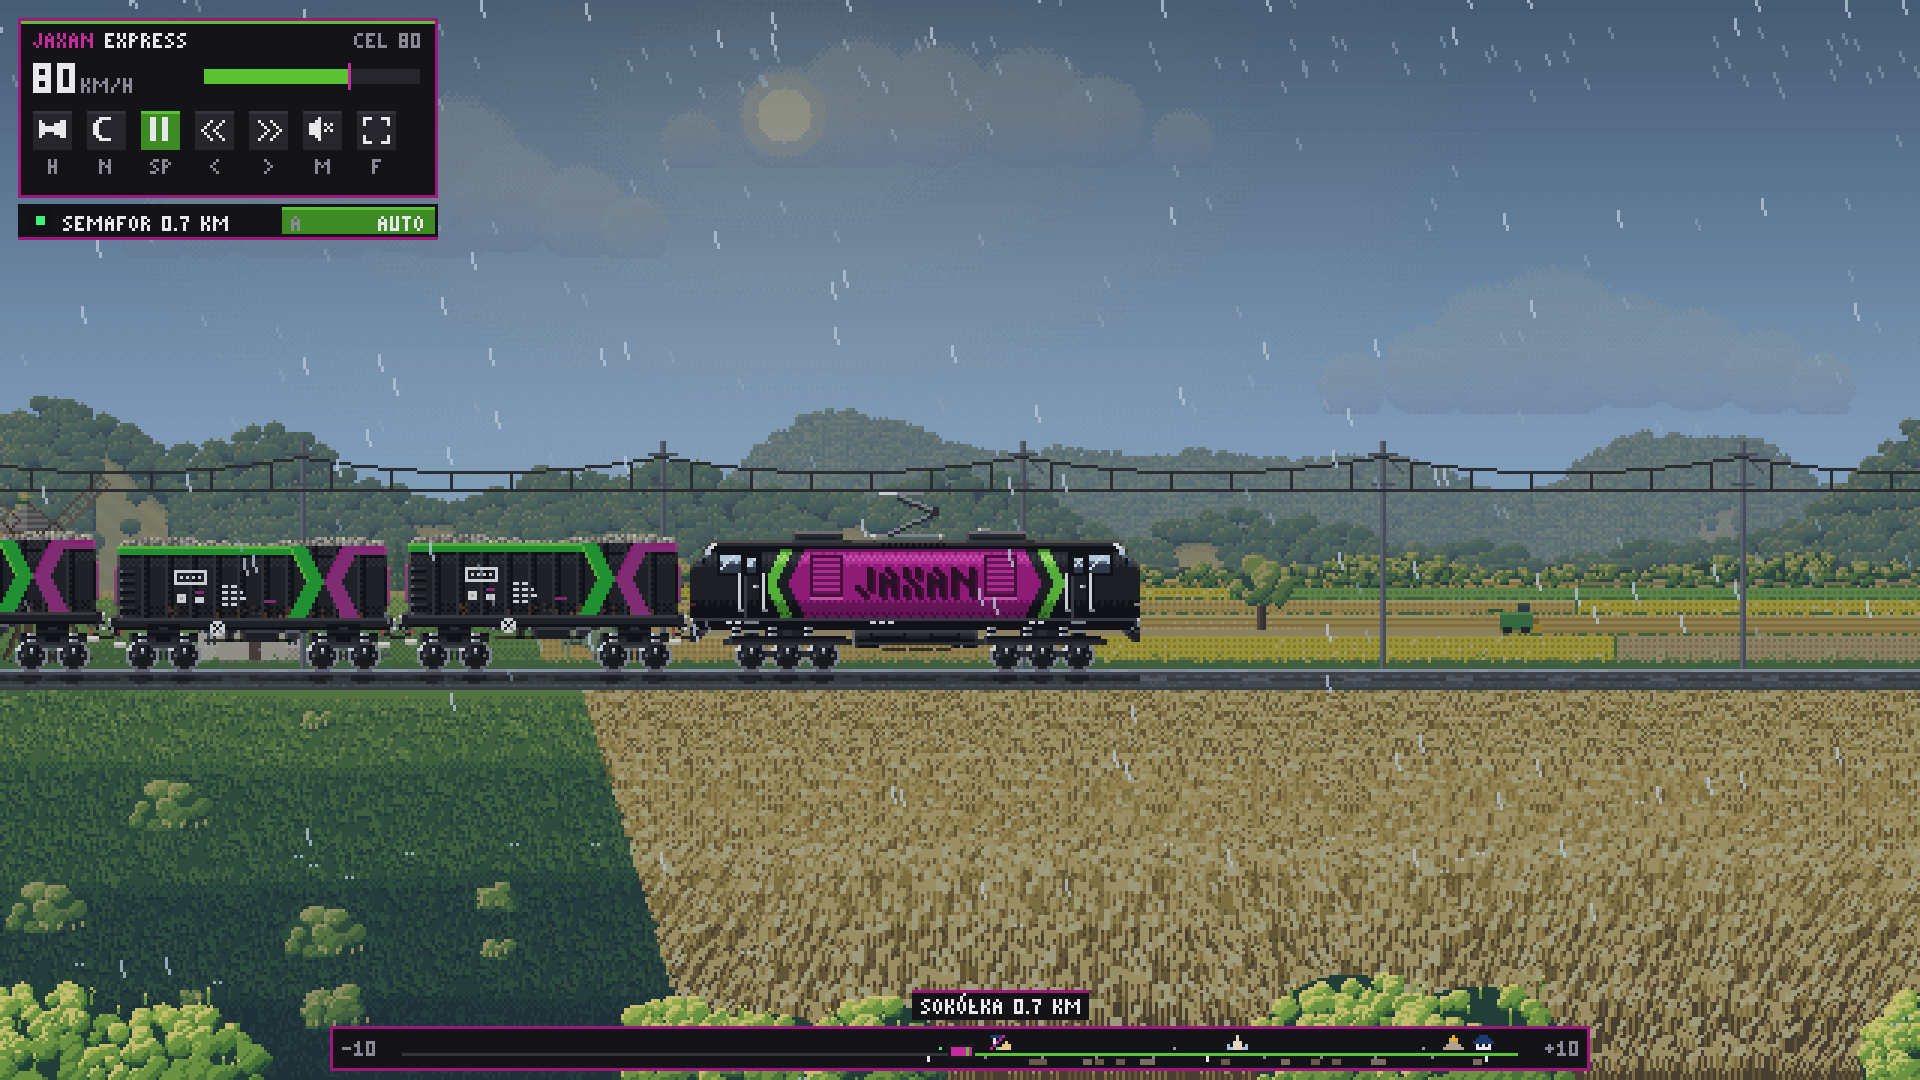 JAXAN EXPRESS CEL 80
80 KM/H
H N SP < > M F
SEMAFOR 0.7 KM A AUTO
JAXAN
SOKÓŁKA 0.7 KM
-10 +10